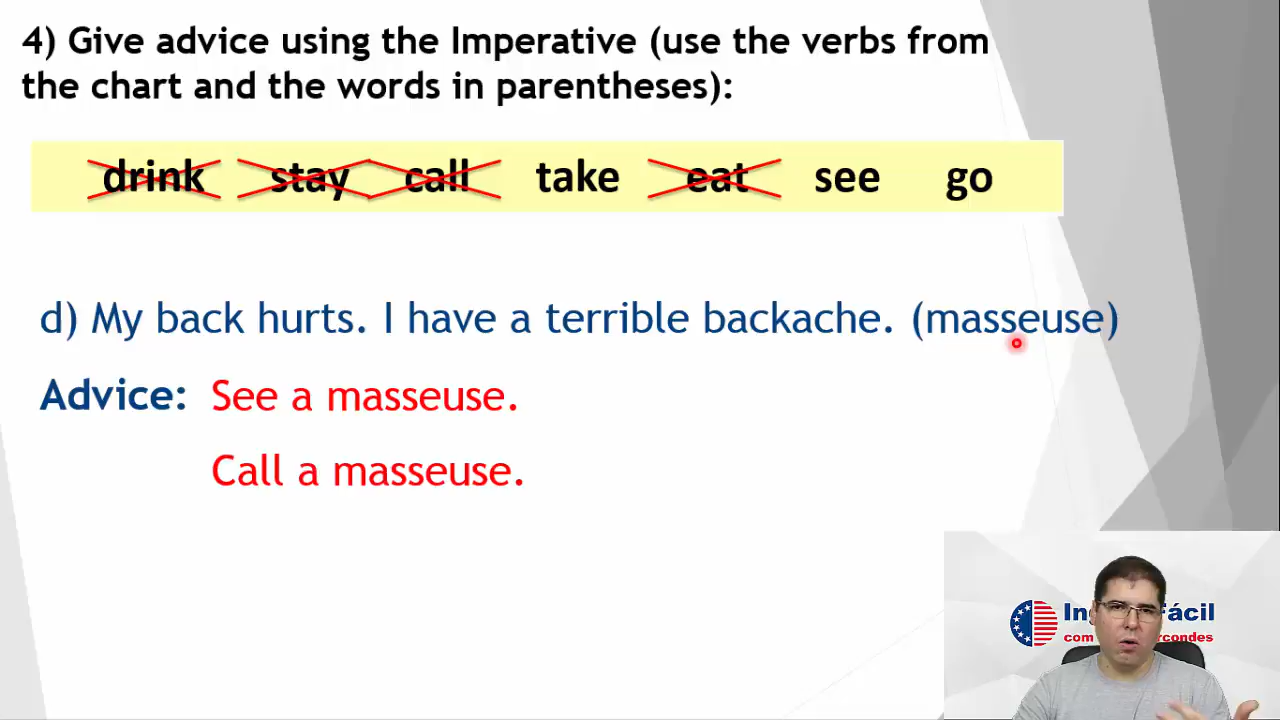 4) Give advice using the Imperative (use the verbs from
the chart and the words in parentheses):
drink stay call take eat see go
d) My back hurts. I have a terrible backache. (masseuse)
Advice: See a masseuse.
Call a masseuse.